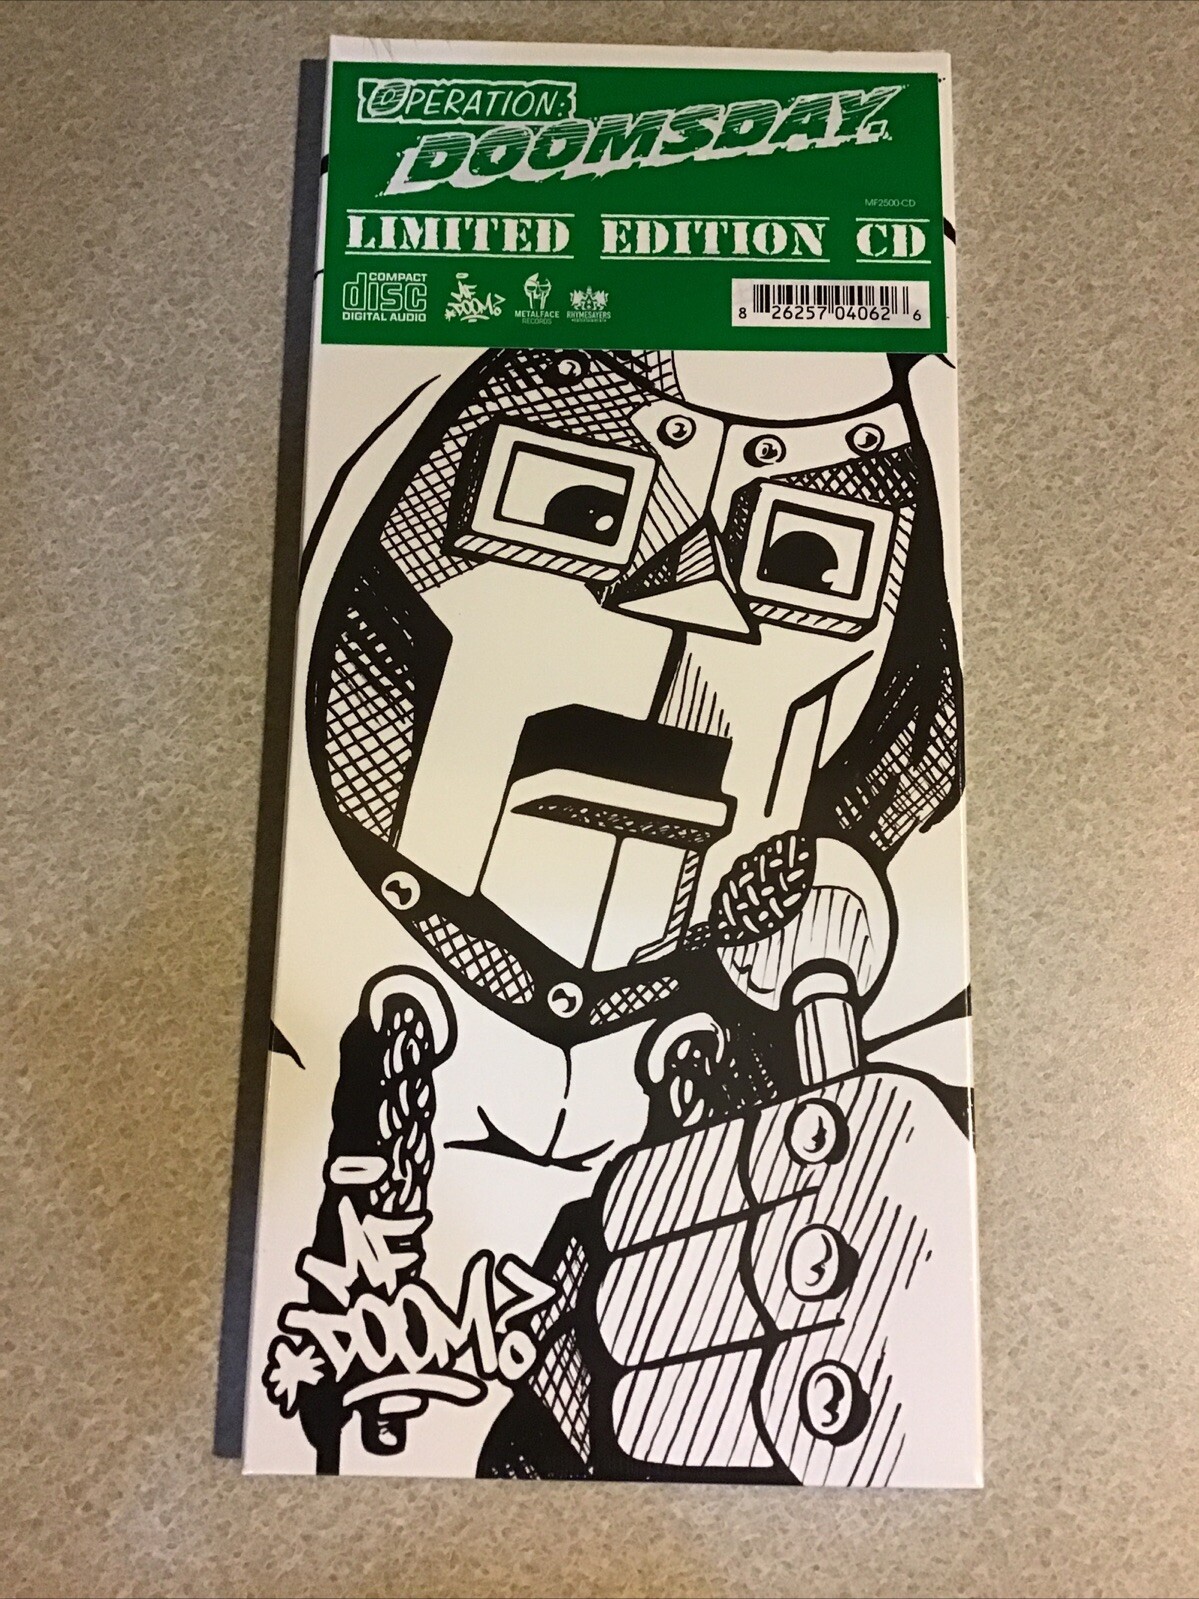 OPERATION:
DOOMSDAY.
MF2500-CD
LIMITED EDITION CD
COMPACT
disc
DIGITAL AUDIO
MF
DOOM
METALFACE
RECORDS
RHYMESAYERS
8 26257 04062 6
MF
DOOM